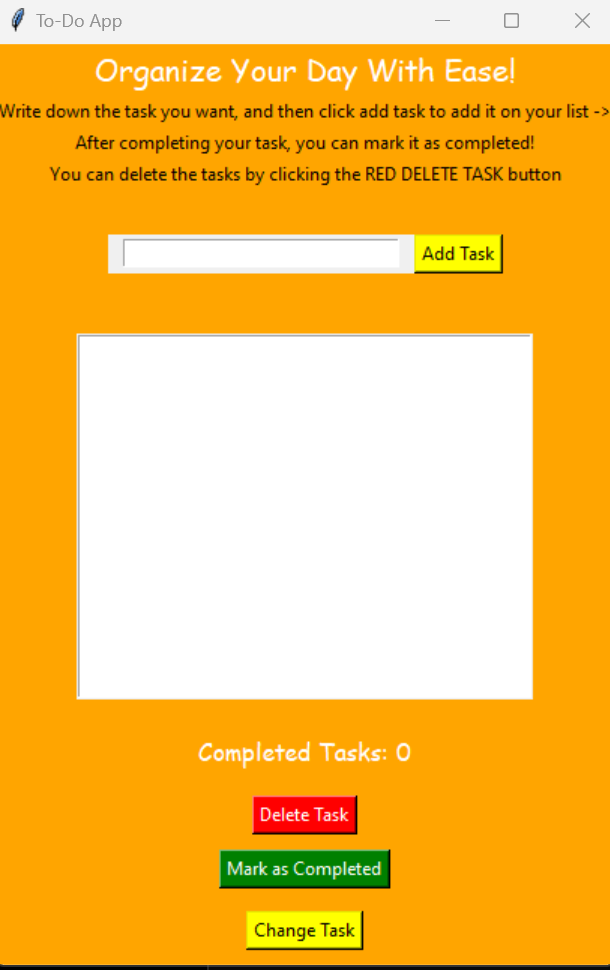 To-Do App
Organize Your Day With Ease!
Write down the task you want, and then click add task to add it on your list ->
After completing your task, you can mark it as completed!
You can delete the tasks by clicking the RED DELETE TASK button
Add Task
Completed Tasks: 0
Delete Task
Mark as Completed
Change Task